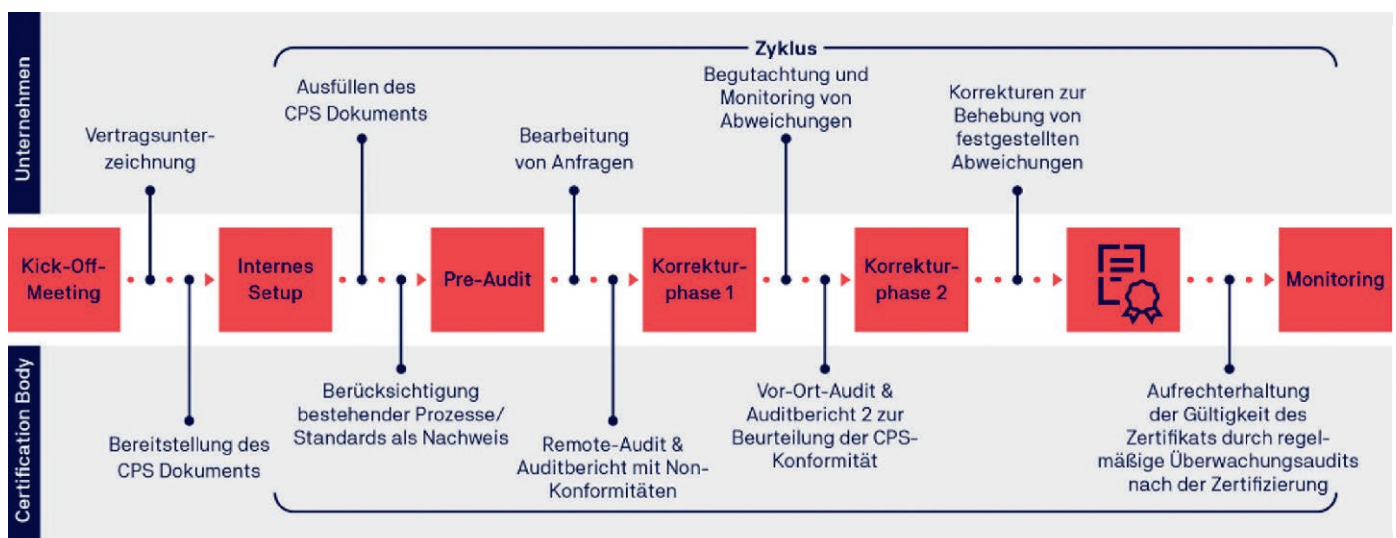 Unternehmen
Zyklus
Ausfüllen des
CPS Dokuments
Begutachtung und
Monitoring von
Abweichungen
Korrekturen zur
Behebung von
festgestellten
Abweichungen
Vertragsunter-
zeichnung
Bearbeitung
von Anfragen
Kick-Off-
Meeting
Internes
Setup
Pre-Audit
Korrektur-
phase 1
Korrektur-
phase 2
Monitoring
Certification Body
Bereitstellung des
CPS Dokuments
Berücksichtigung
bestehender Prozesse/
Standards als Nachweis
Remote-Audit &
Auditbericht mit Non-
Konformitäten
Vor-Ort-Audit &
Auditbericht 2 zur
Beurteilung der CPS-
Konformität
Aufrechterhaltung
der Gültigkeit des
Zertifikats durch regel-
mäßige Überwachungsaudits
nach der Zertifizierung